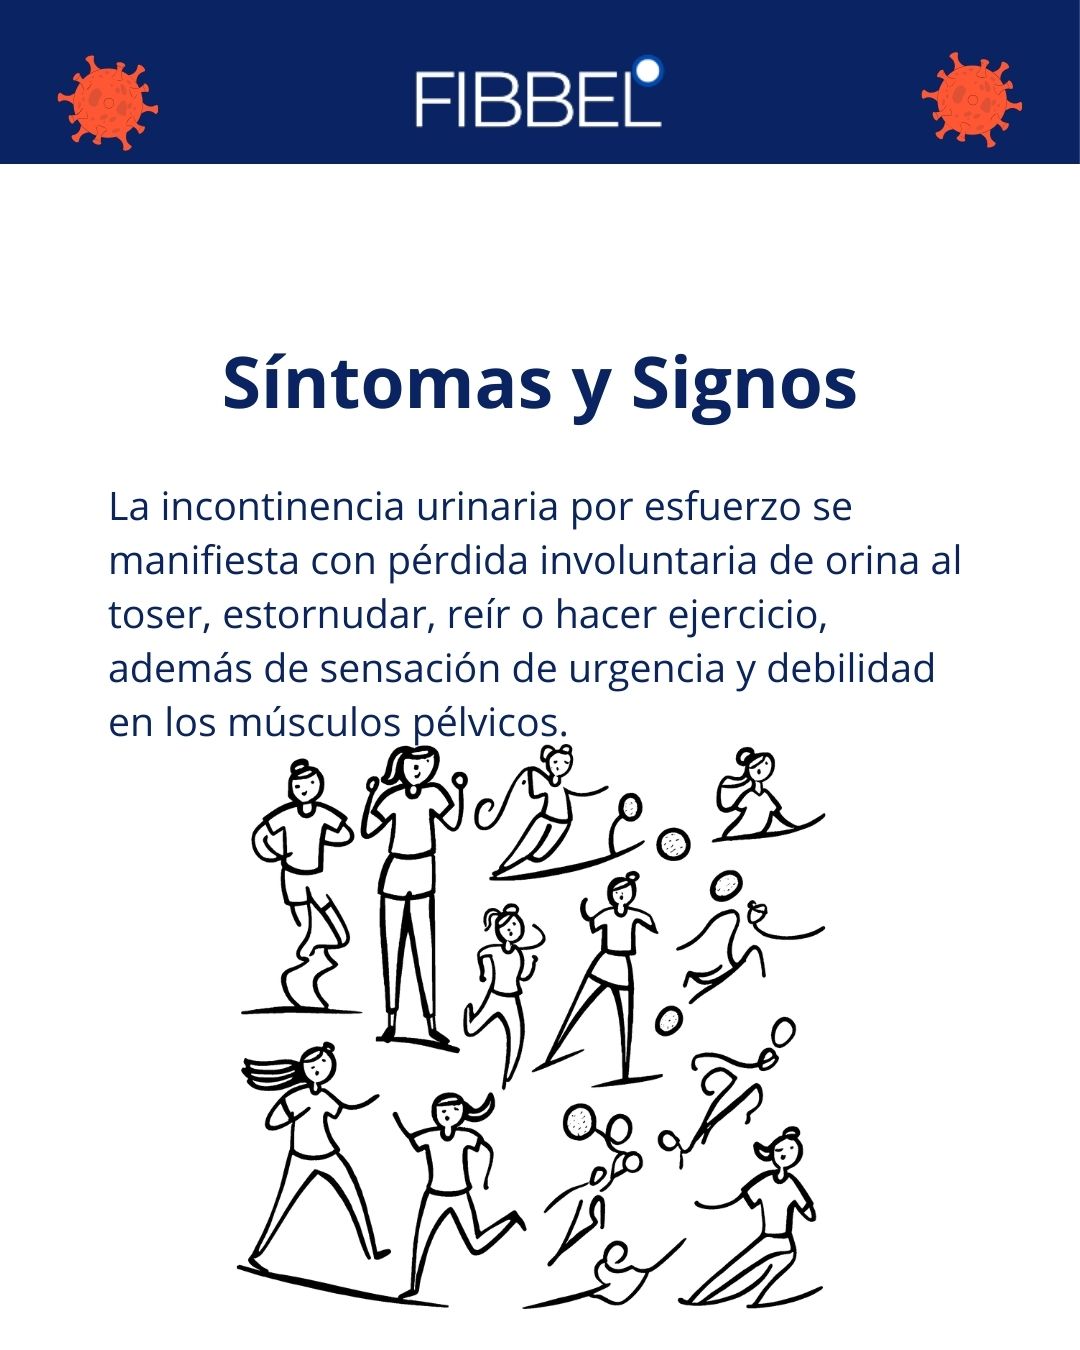 FIBBEL
Síntomas y Signos
La incontinencia urinaria por esfuerzo se
manifiesta con pérdida involuntaria de orina al
toser, estornudar, reír o hacer ejercicio,
además de sensación de urgencia y debilidad
en los músculos pélvicos.